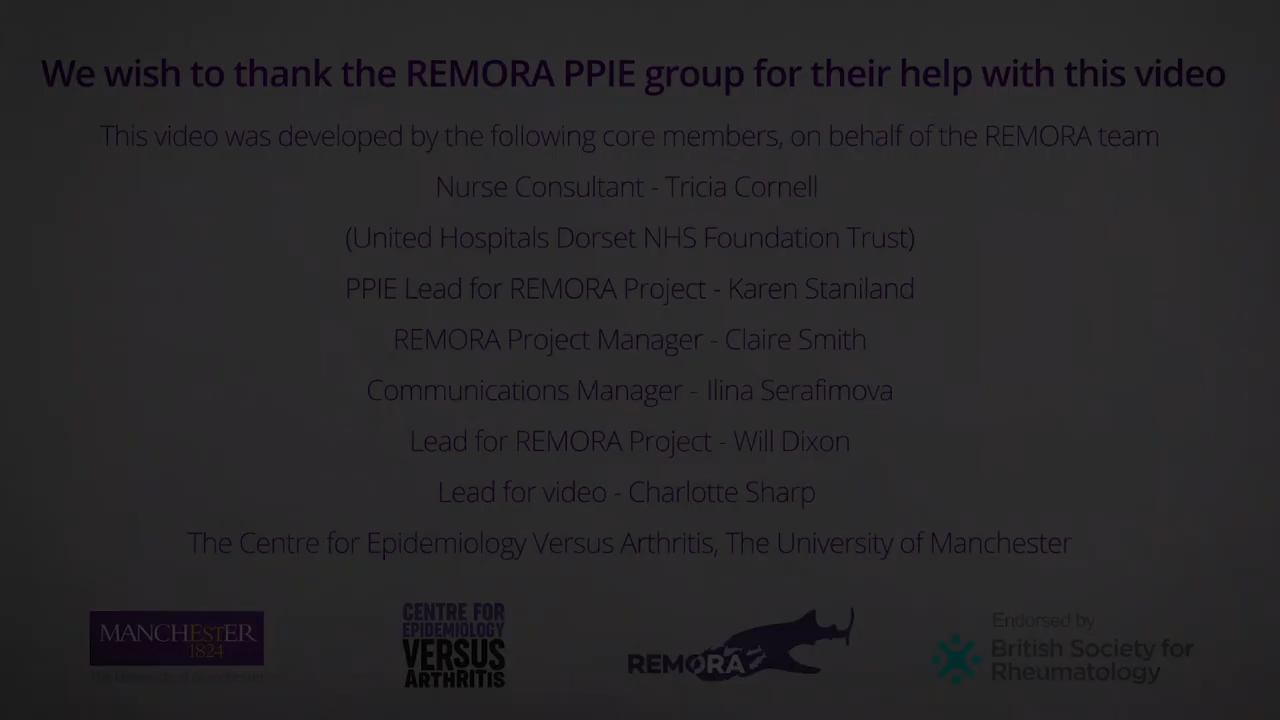 We wish to thank the REMORA PPIE group for their help with this video
This video was developed by the following core members, on behalf of the REMORA team
Nurse Consultant - Tricia Cornell
(United Hospitals Dorset NHS Foundation Trust)
PPIE Lead for REMORA Project - Karen Staniland
REMORA Project Manager - Claire Smith
Communications Manager - Ilina Serafimova
Lead for REMORA Project - Will Dixon
Lead for video - Charlotte Sharp
The Centre for Epidemiology Versus Arthritis, The University of Manchester
MANCHESTER
1824
The University of Manchester
CENTRE FOR
EPIDEMIOLOGY
VERSUS
ARTHRITIS
REMORA
Endorsed by
British Society for
Rheumatology